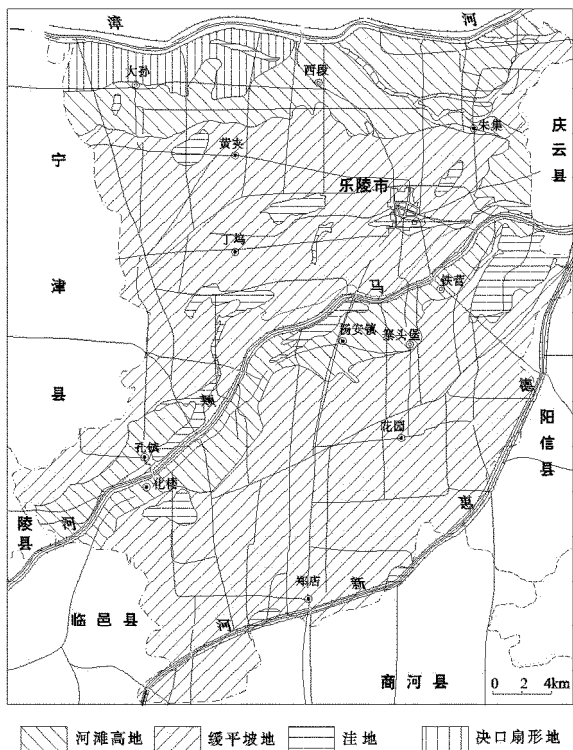 漳 河
大孙 西段
朱集
庆云县
黄夹
宁津县
乐陵市
丁坞
马颊河
铁营
杨安镇 寨头堡
德惠新河
阳信县
花园
孔镇
化楼
陵县
郑店
临邑县
商河县
0 2 4km
河滩高地 缓平坡地 洼地 决口扇形地